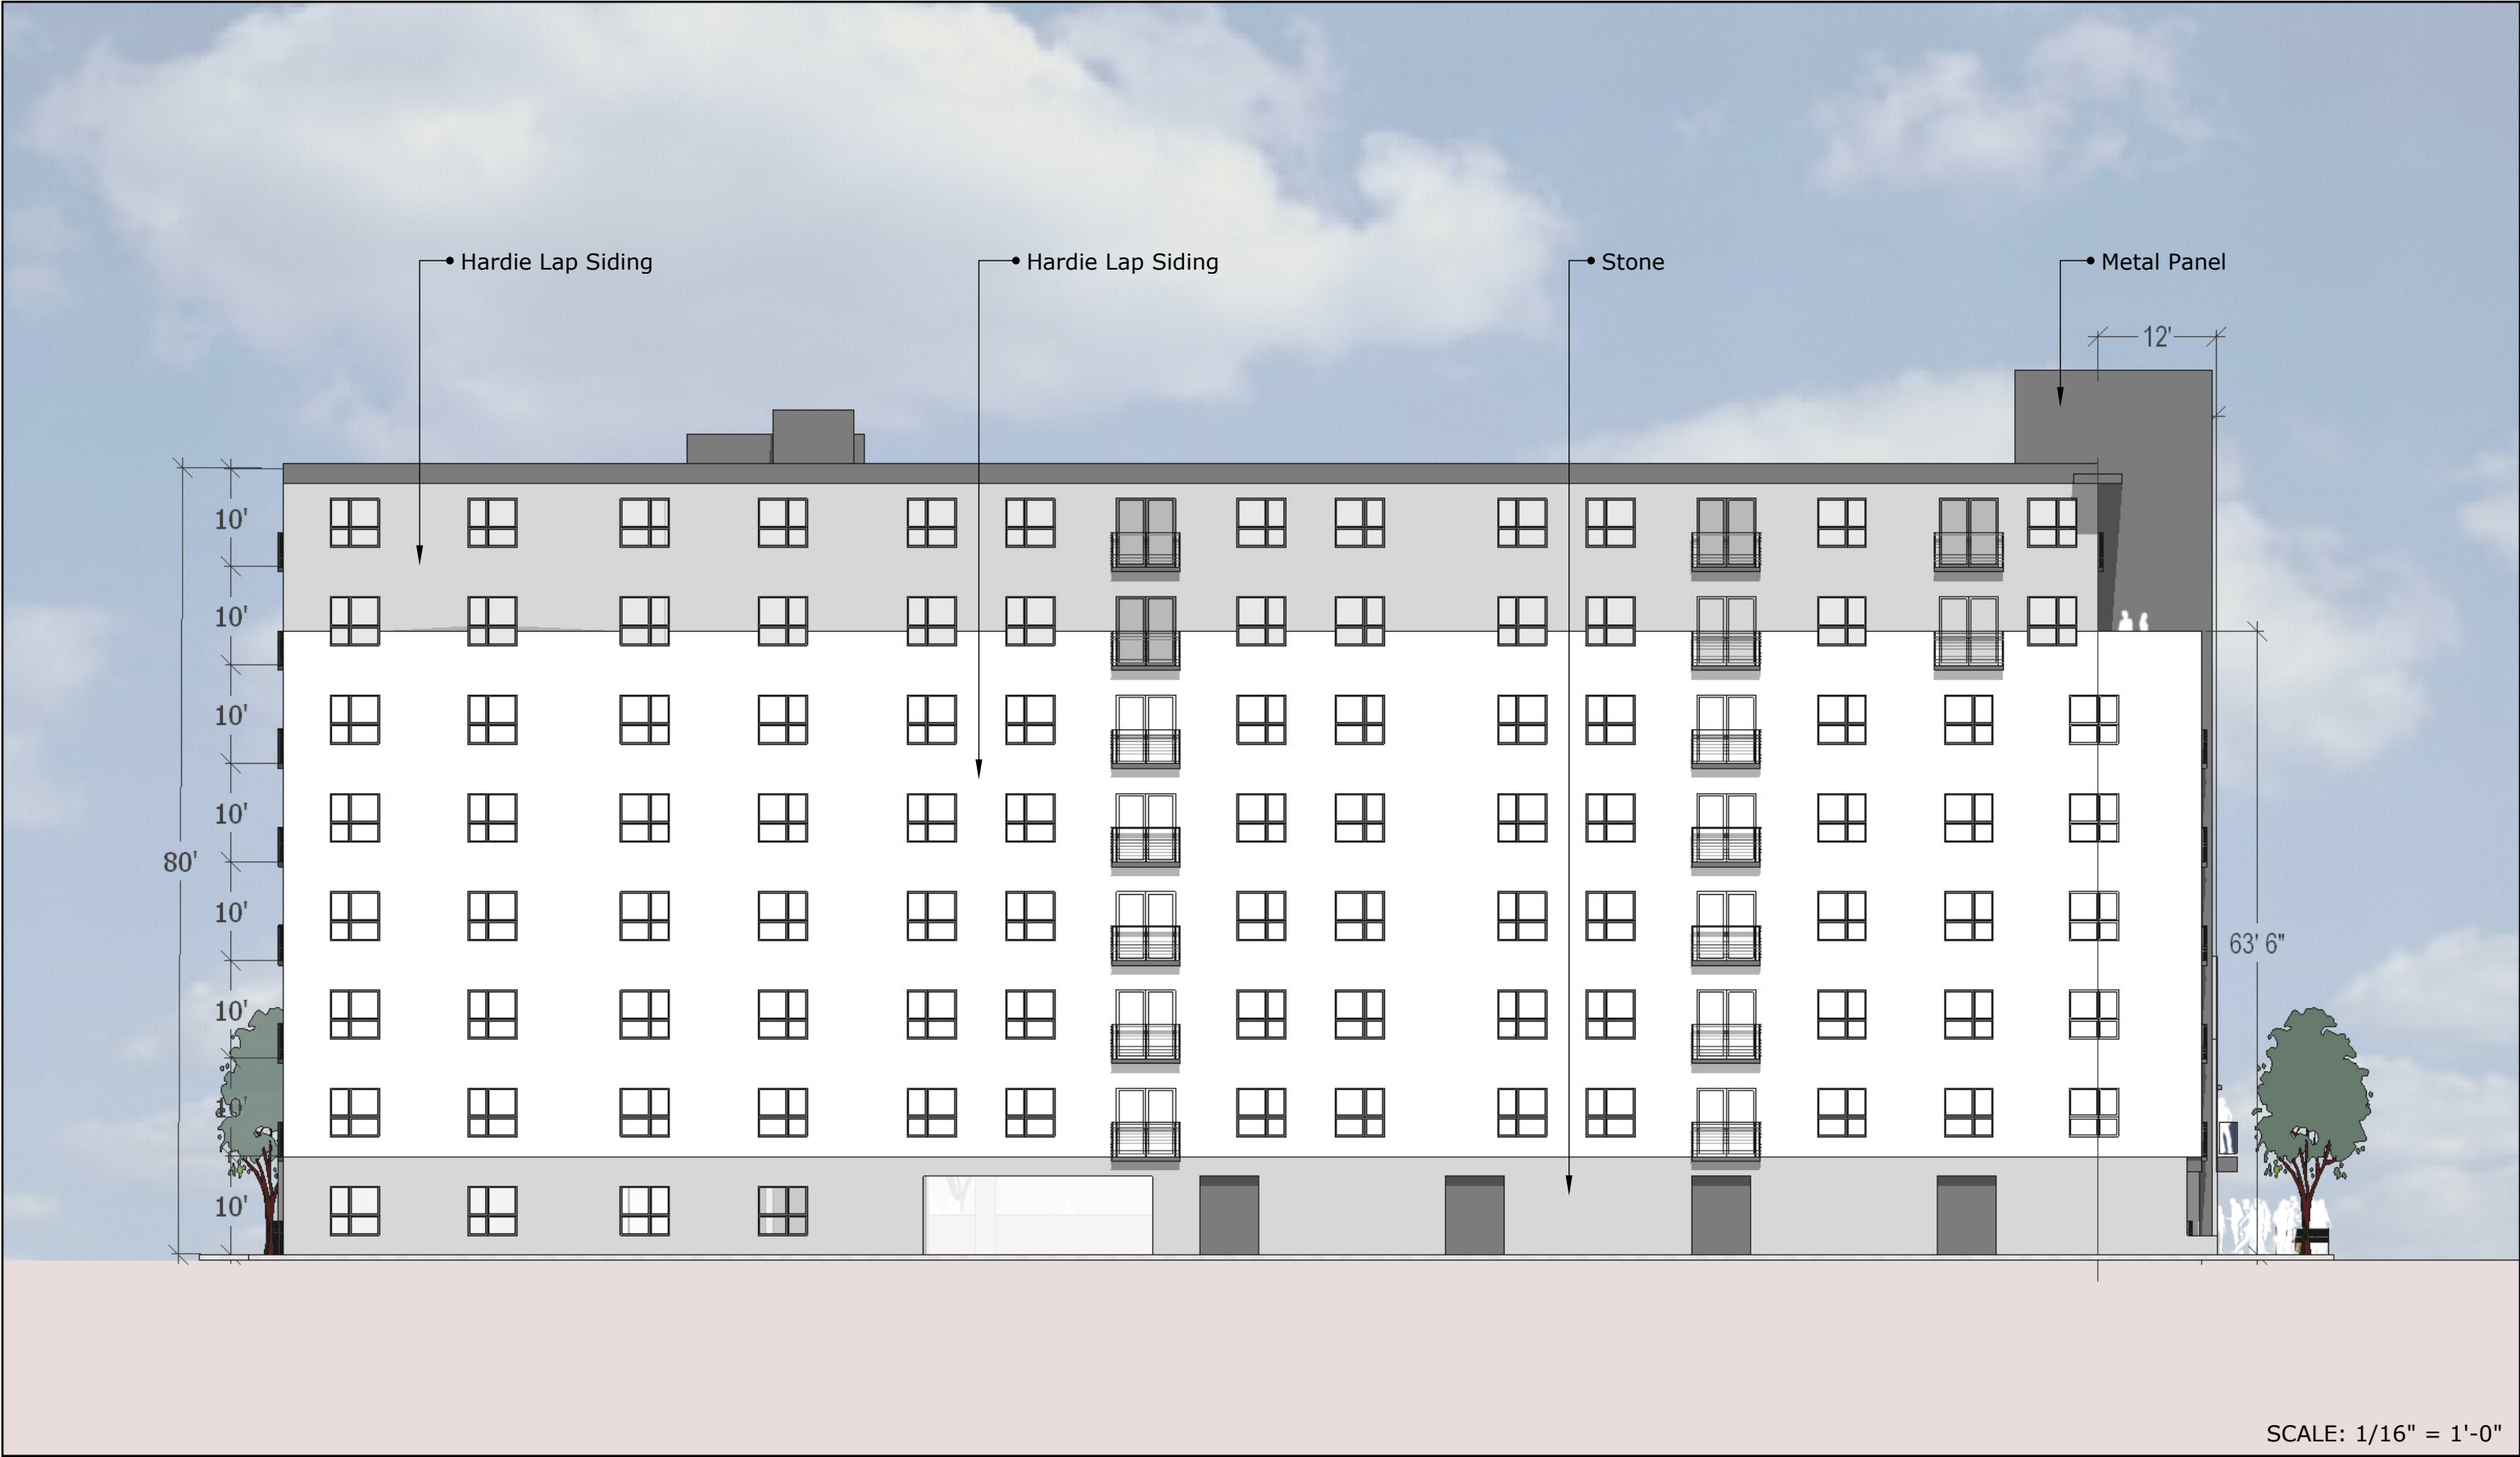 Hardie Lap Siding
Hardie Lap Siding
Stone
Metal Panel
12'
10'
10'
10'
10'
80'
10'
63' 6"
10'
10'
10'
SCALE: 1/16" = 1'-0"